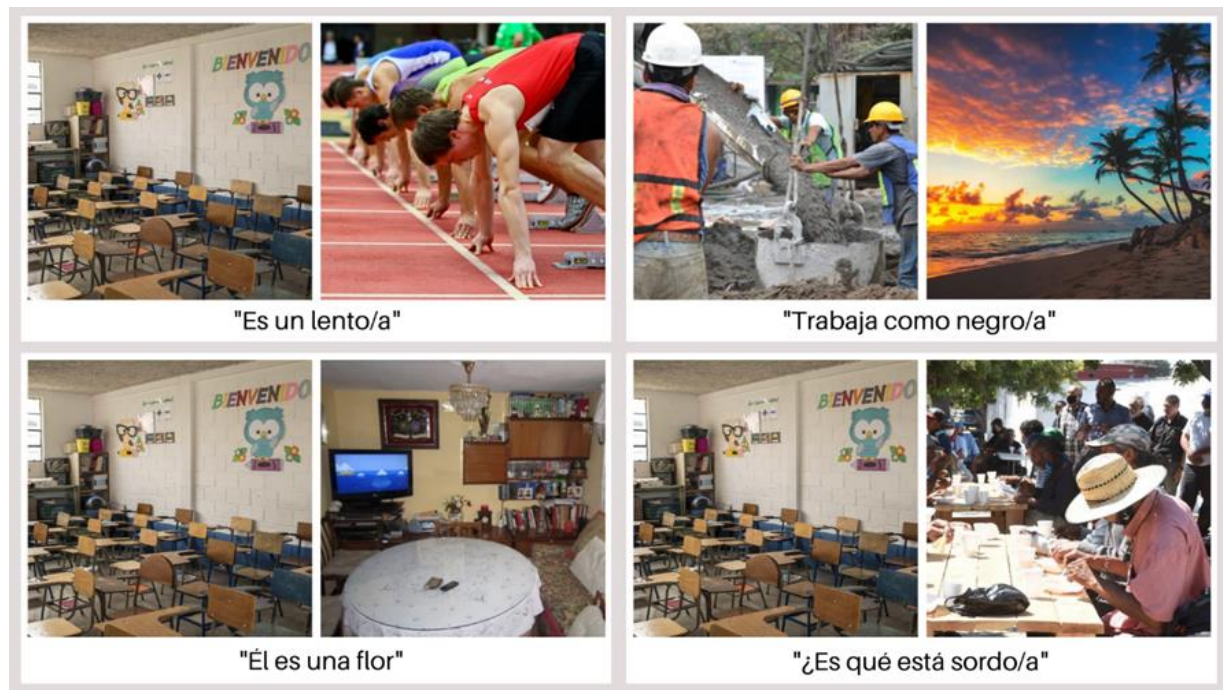 BIENVENIDO
"Es un lento/a"
"Trabaja como negro/a"
BIENVENIDO
BIENVENIDO
"Él es una flor"
"¿Es qué está sordo/a"